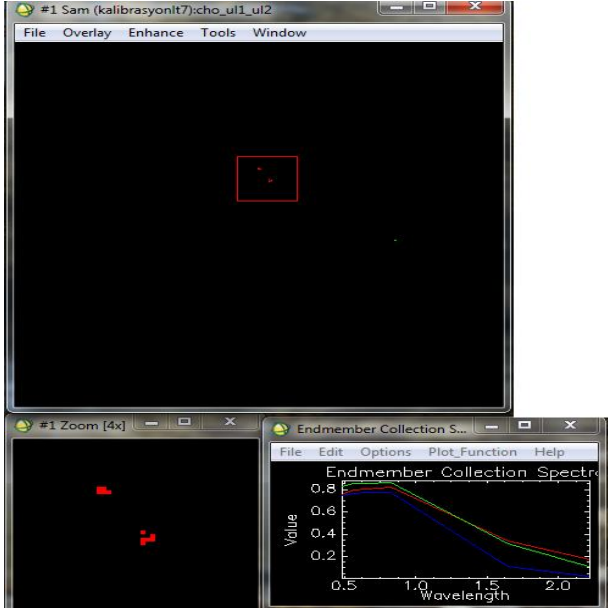 #1 Sam (kalibrasyonlt7):cho_ul1_ul2
File Overlay Enhance Tools Window
#1 Zoom [4x]
Endmember Collection S...
File Edit Options Plot_Function Help
Endmember Collection Spectro
0.8
0.6
0.4
0.2
Value
0.5 1.0 1.5 2.0
Wavelength